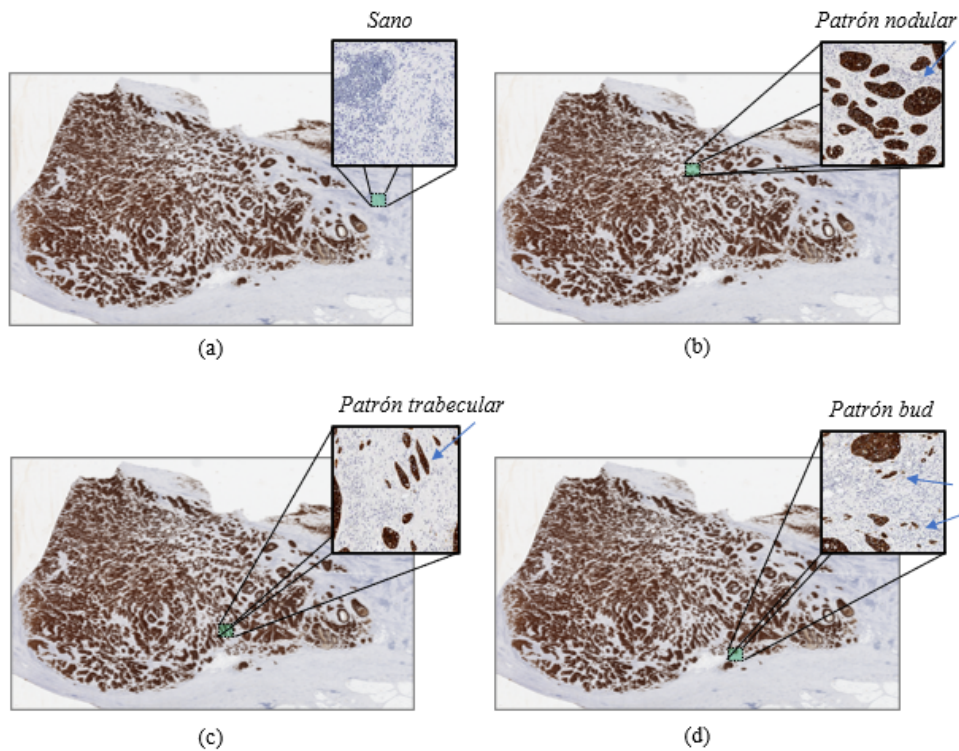 Sano
Patrón nodular
(a)
(b)
Patrón trabecular
Patrón bud
(c)
(d)